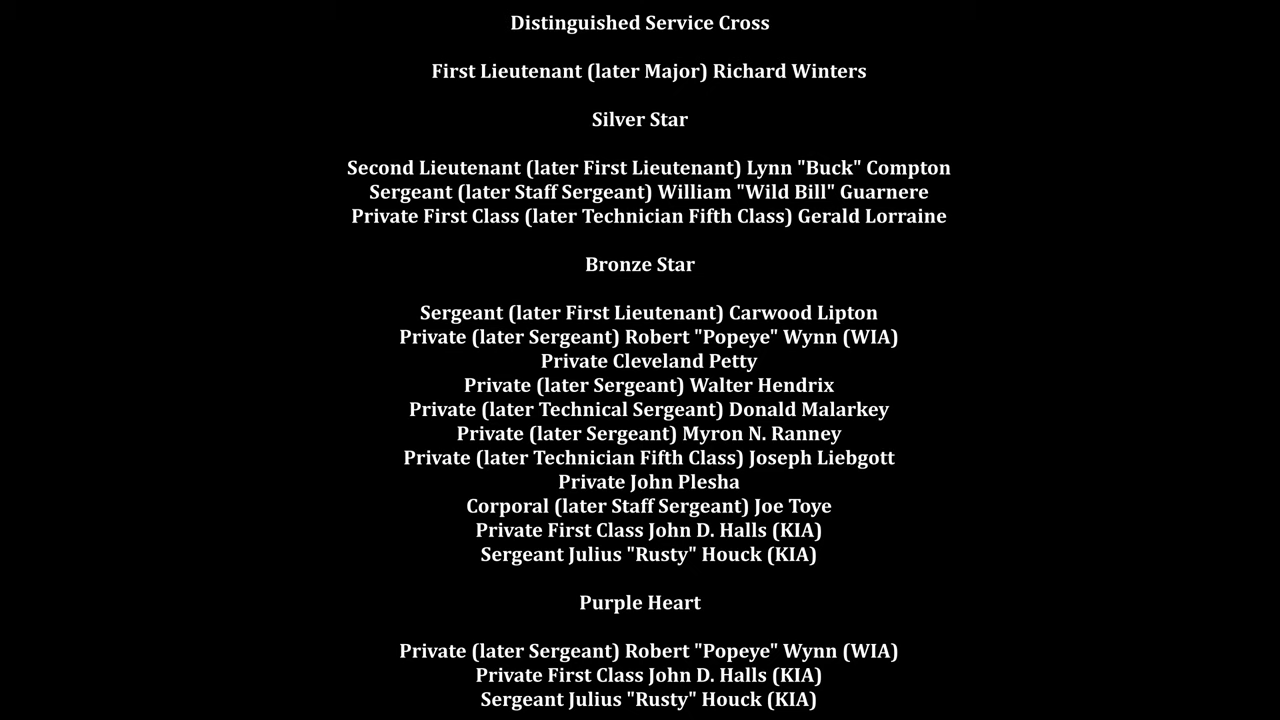 Distinguished Service Cross
First Lieutenant (later Major) Richard Winters
Silver Star
Second Lieutenant (later First Lieutenant) Lynn "Buck" Compton
Sergeant (later Staff Sergeant) William "Wild Bill" Guarnere
Private First Class (later Technician Fifth Class) Gerald Lorraine
Bronze Star
Sergeant (later First Lieutenant) Carwood Lipton
Private (later Sergeant) Robert "Popeye" Wynn (WIA)
Private Cleveland Petty
Private (later Sergeant) Walter Hendrix
Private (later Technical Sergeant) Donald Malarkey
Private (later Sergeant) Myron N. Ranney
Private (later Technician Fifth Class) Joseph Liebgott
Private John Plesha
Corporal (later Staff Sergeant) Joe Toye
Private First Class John D. Halls (KIA)
Sergeant Julius "Rusty" Houck (KIA)
Purple Heart
Private (later Sergeant) Robert "Popeye" Wynn (WIA)
Private First Class John D. Halls (KIA)
Sergeant Julius "Rusty" Houck (KIA)